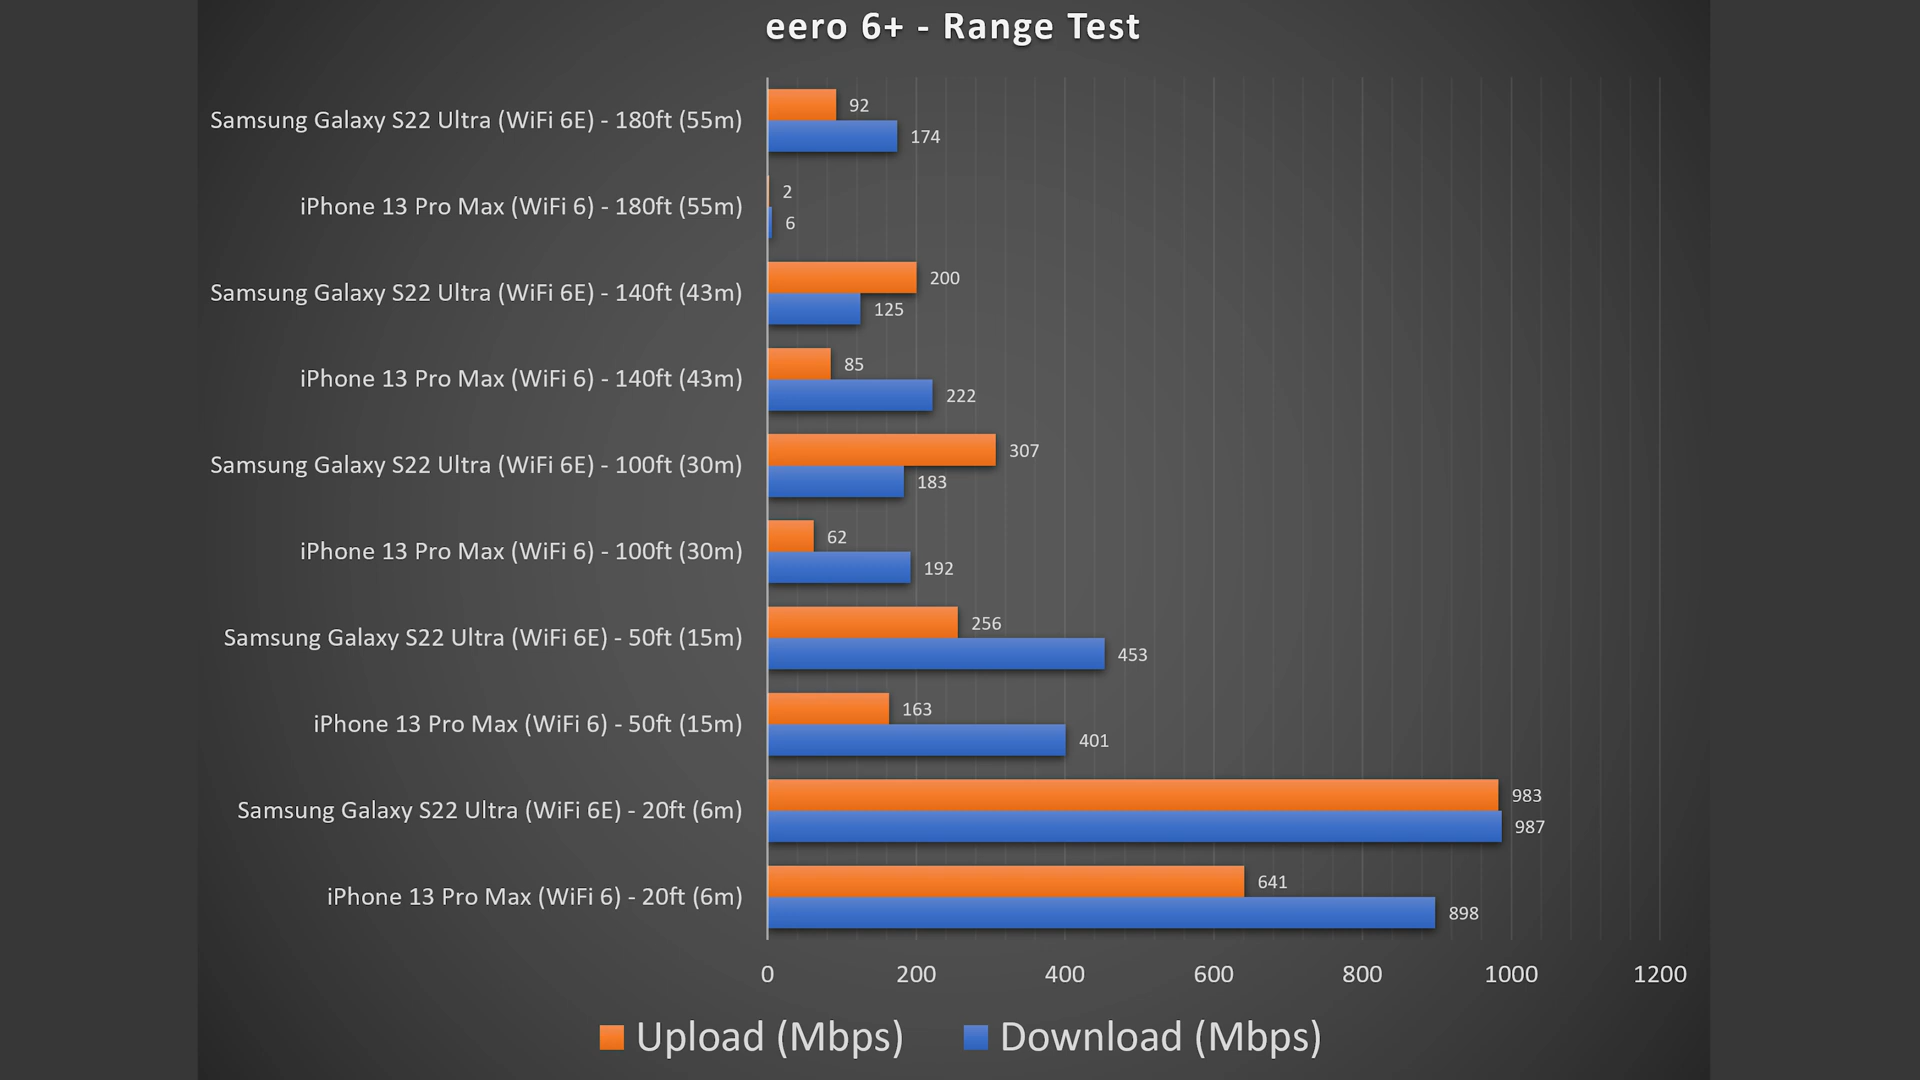 eero 6+ - Range Test
Samsung Galaxy S22 Ultra (WiFi 6E) - 180ft (55m)
92
174
iPhone 13 Pro Max (WiFi 6) - 180ft (55m)
2
6
Samsung Galaxy S22 Ultra (WiFi 6E) - 140ft (43m)
200
125
iPhone 13 Pro Max (WiFi 6) - 140ft (43m)
85
222
Samsung Galaxy S22 Ultra (WiFi 6E) - 100ft (30m)
307
183
iPhone 13 Pro Max (WiFi 6) - 100ft (30m)
62
192
Samsung Galaxy S22 Ultra (WiFi 6E) - 50ft (15m)
256
453
iPhone 13 Pro Max (WiFi 6) - 50ft (15m)
163
401
Samsung Galaxy S22 Ultra (WiFi 6E) - 20ft (6m)
983
987
iPhone 13 Pro Max (WiFi 6) - 20ft (6m)
641
898
0 200 400 600 800 1000 1200
Upload (Mbps) Download (Mbps)